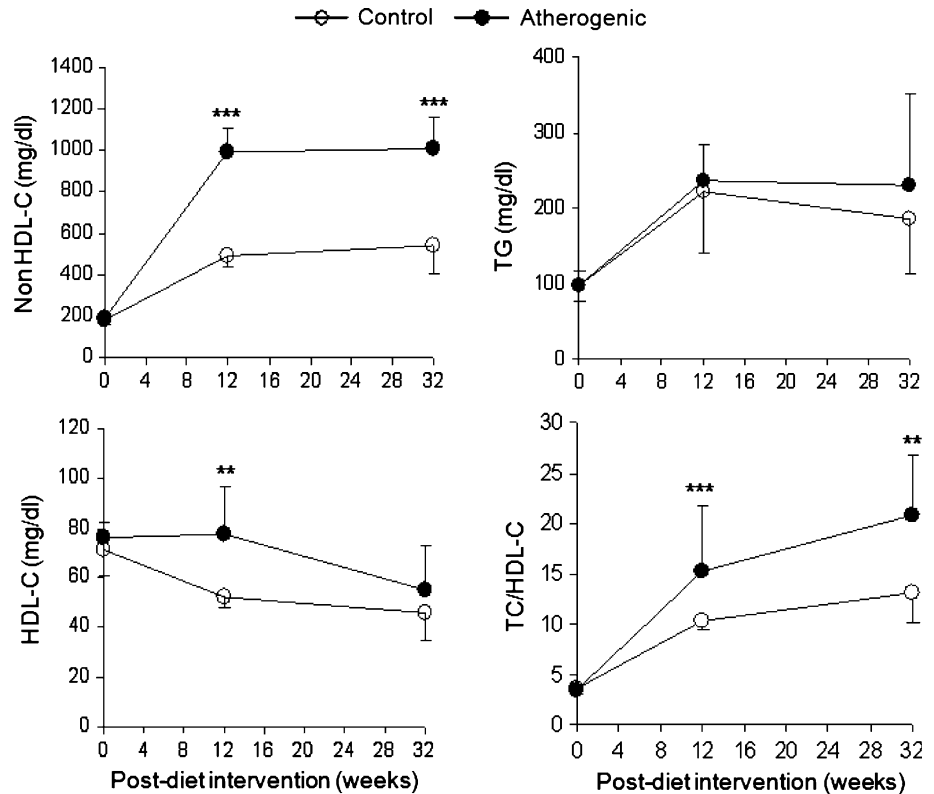 Control Atherogenic
Non HDL-C (mg/dl)
1400
1200
1000
800
600
400
200
0
*** ***
0 4 8 12 16 20 24 28 32
TG (mg/dl)
400
300
200
100
0
0 4 8 12 16 20 24 28 32
HDL-C (mg/dl)
120
100
80
60
40
20
0
**
0 4 8 12 16 20 24 28 32
Post-diet intervention (weeks)
TC/HDL-C
30
25
20
15
10
5
0
*** **
0 4 8 12 16 20 24 28 32
Post-diet intervention (weeks)